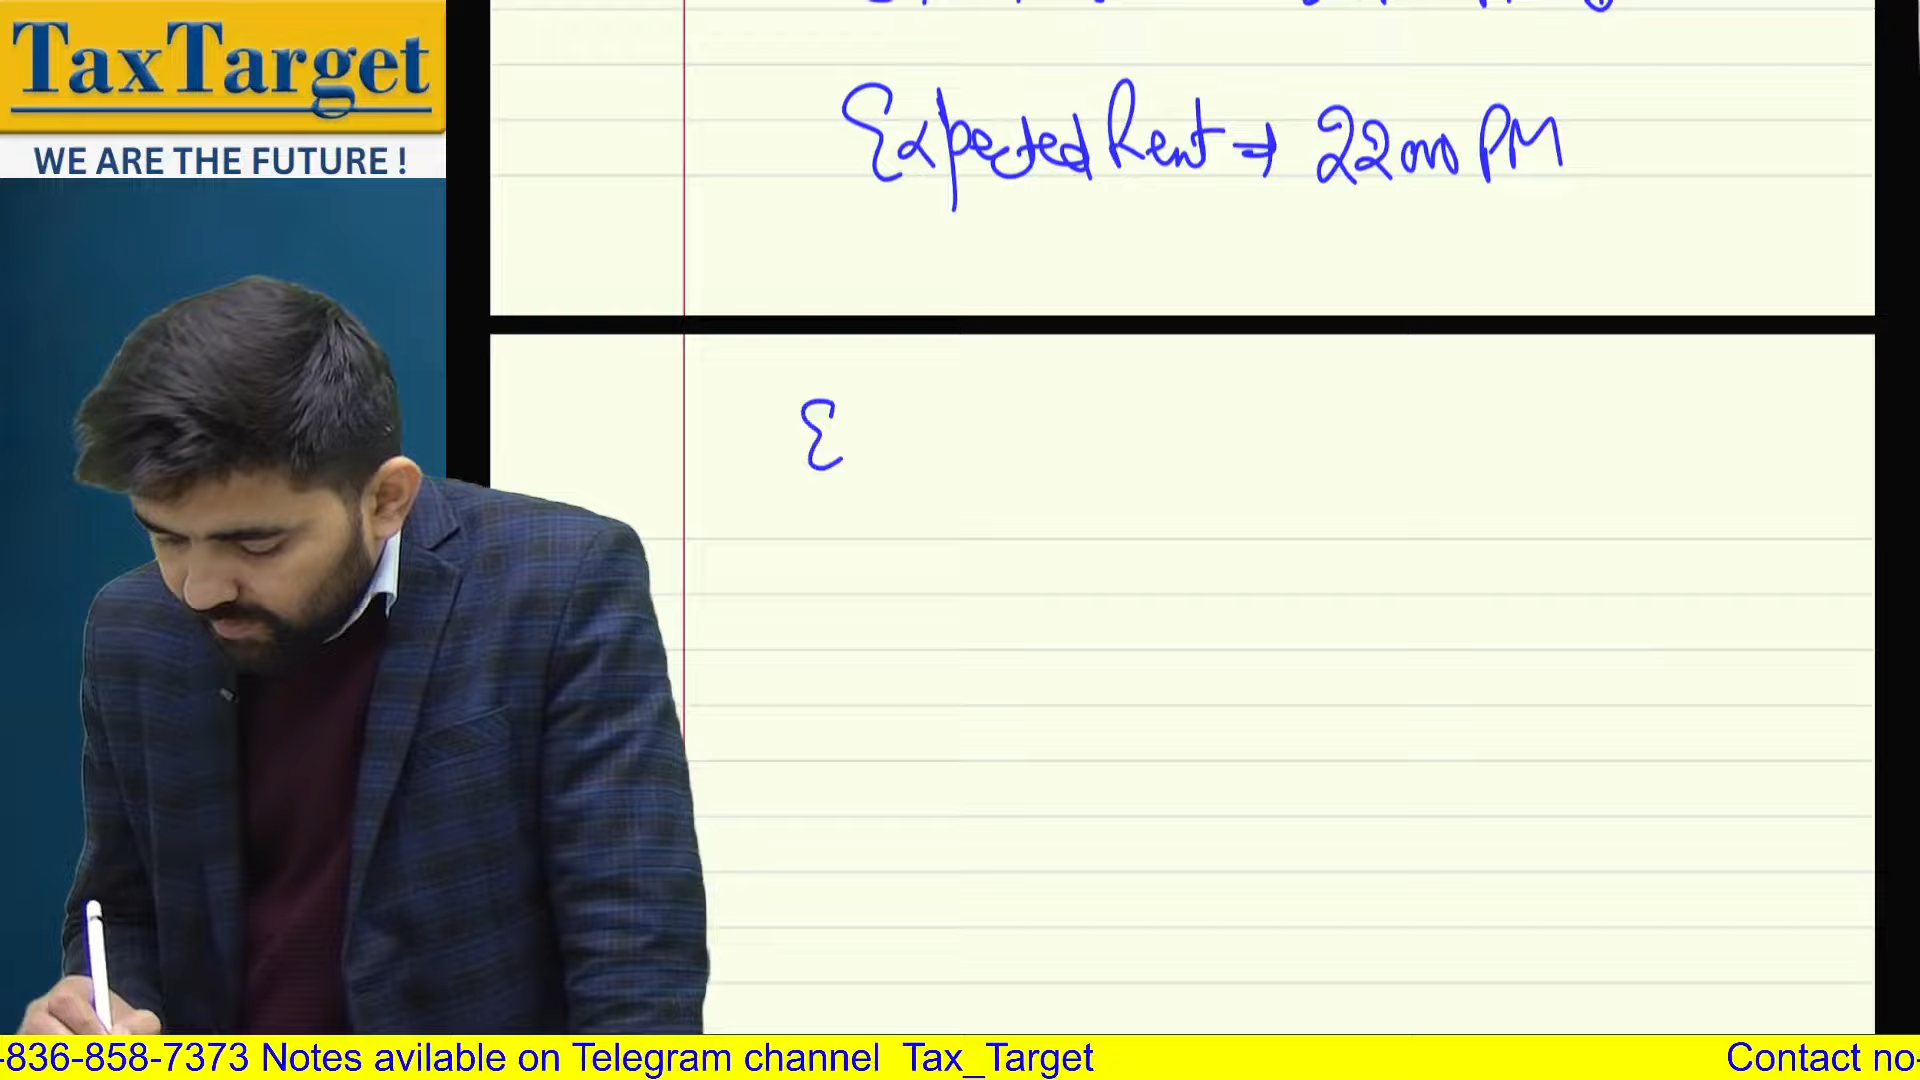 TaxTarget
WE ARE THE FUTURE !
Expected Rent → 22000 PM
E
-836-858-7373 Notes avilable on Telegram channel Tax_Target
Contact no-